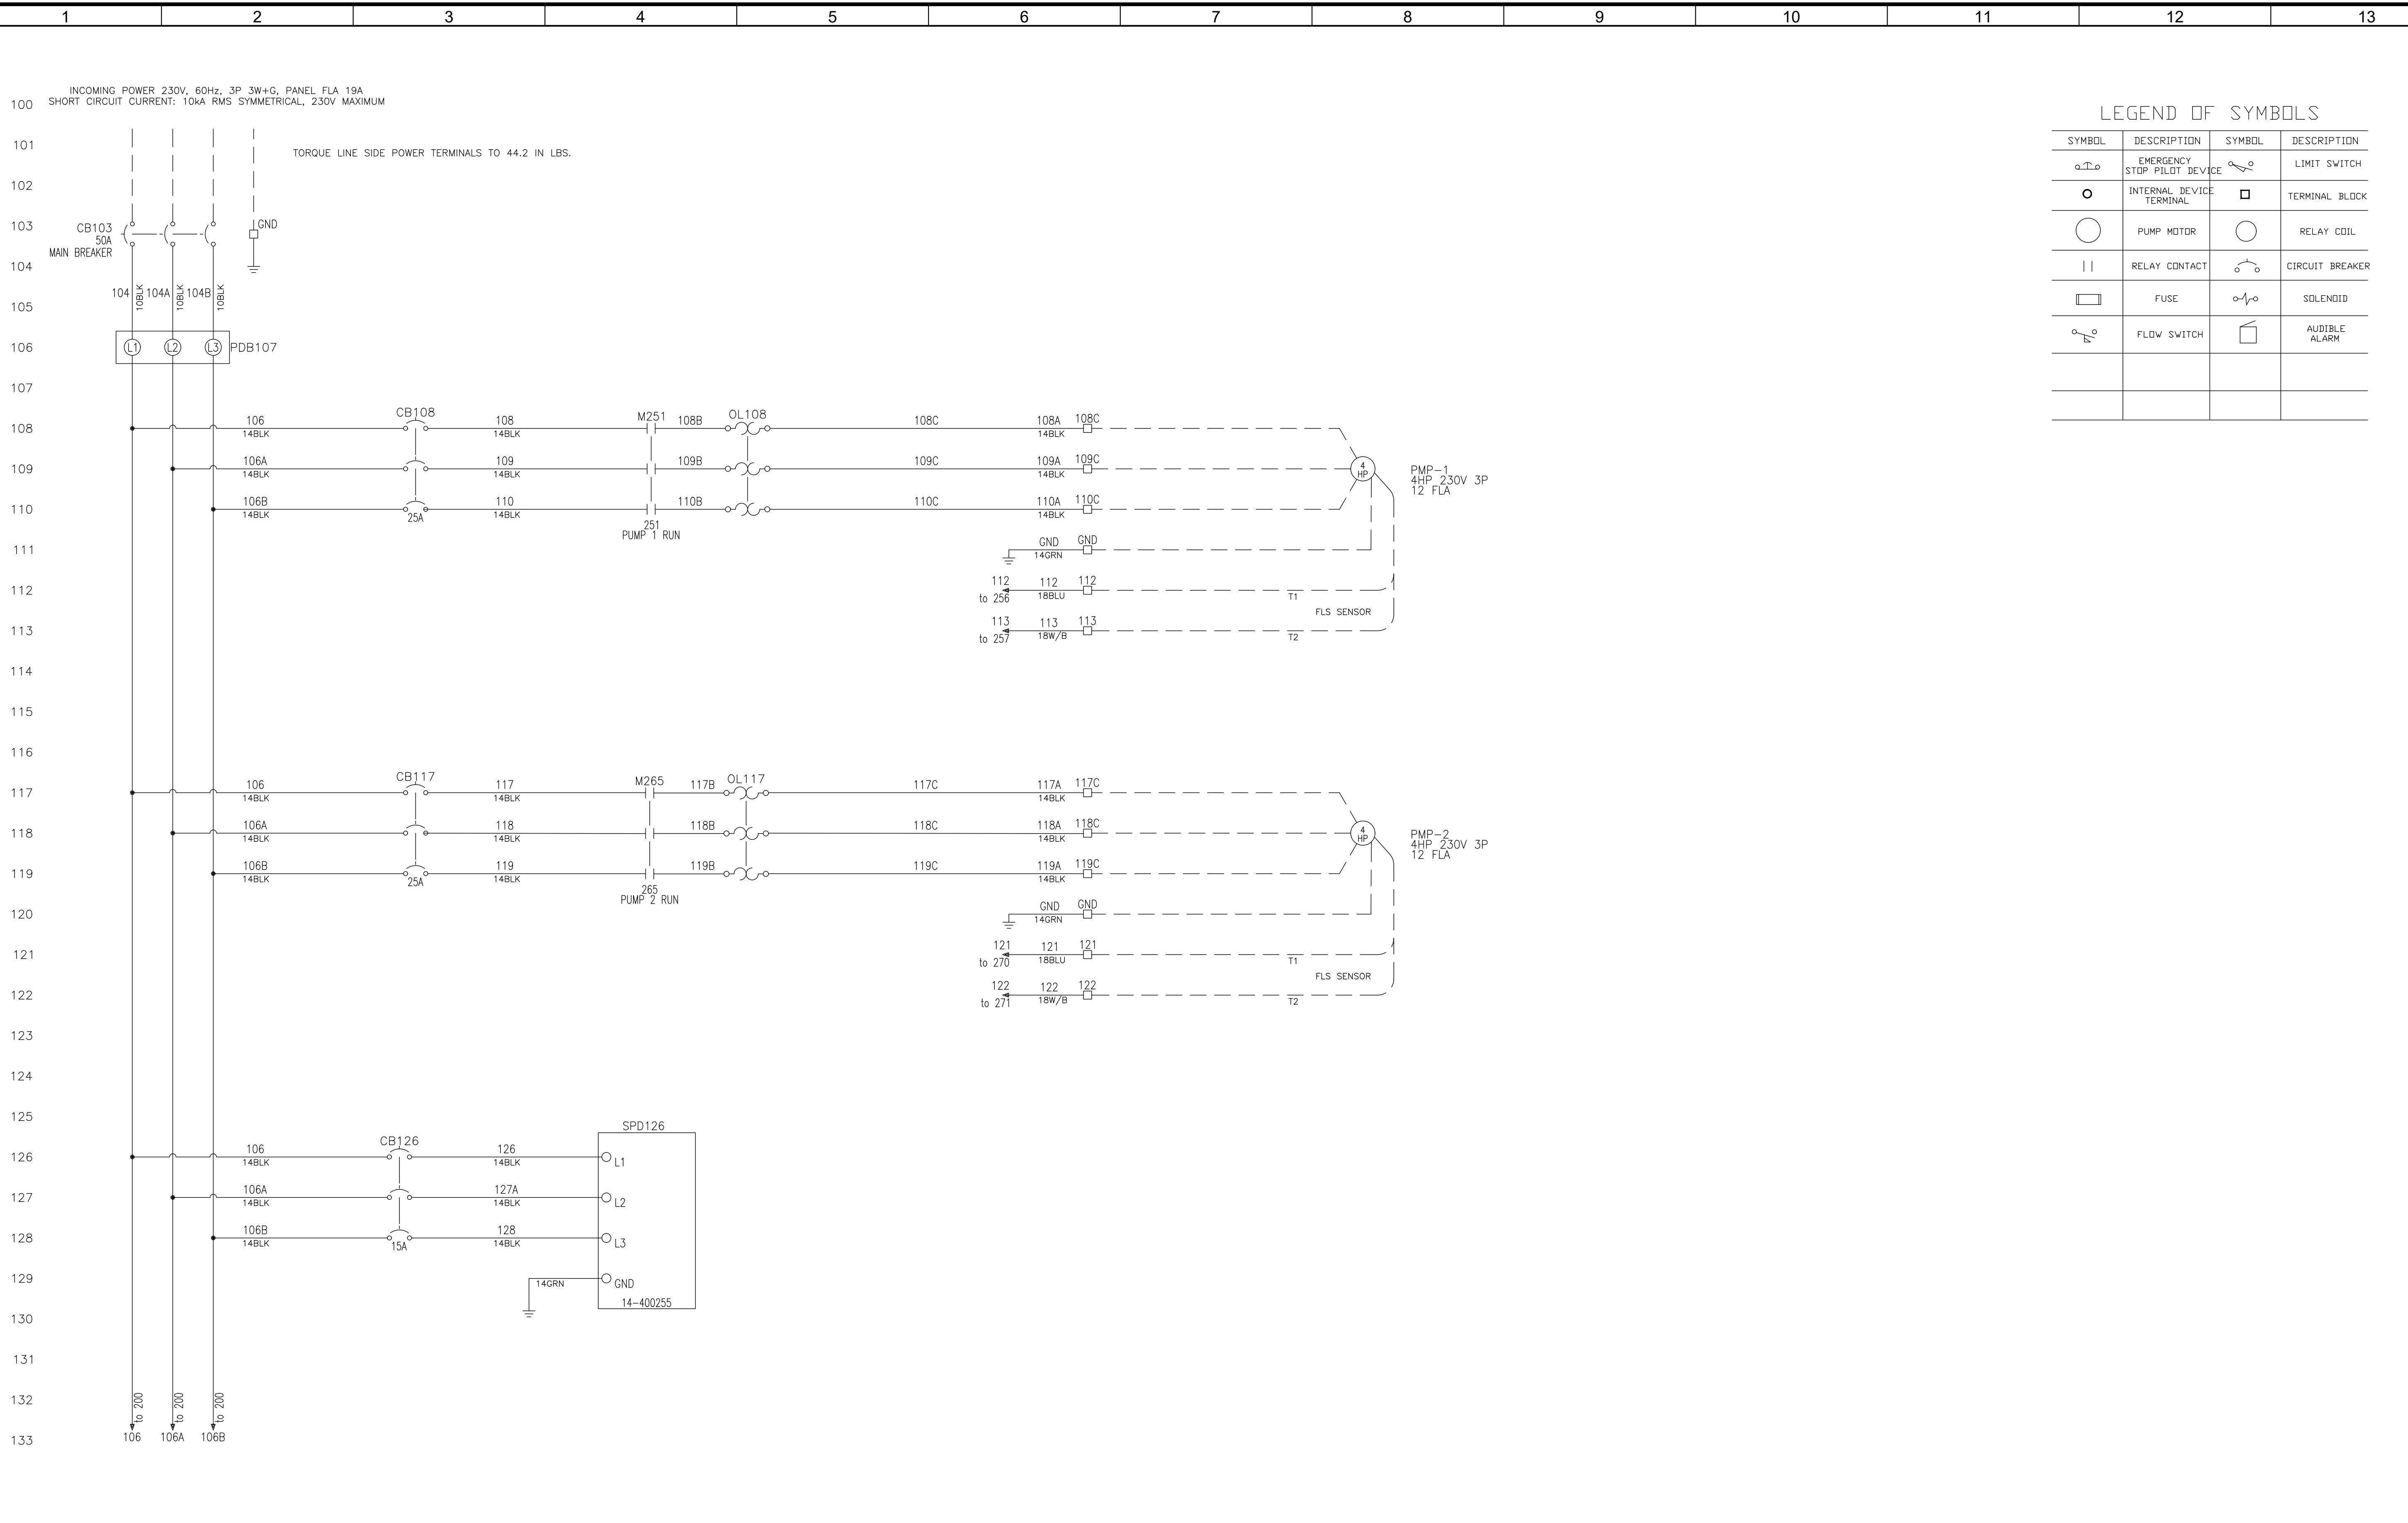 1 2 3 4 5 6 7 8 9 10 11 12 13
INCOMING POWER 230V, 60Hz, 3P 3W+G, PANEL FLA 19A
100 SHORT CIRCUIT CURRENT: 10kA RMS SYMMETRICAL, 230V MAXIMUM
101
TORQUE LINE SIDE POWER TERMINALS TO 44.2 IN LBS.
102
103
CB103
50A
MAIN BREAKER
GND
104
104 10BLK 104A 10BLK 104B 10BLK
105
106 L1 L2 L3 PDB107
107
CB108 M251 OL108
108 106 14BLK 108 14BLK 108B 108C 108A 14BLK 108C
109 106A 14BLK 109 14BLK 109B 109C 109A 14BLK 109C
4 HP
PMP-1
4HP 230V 3P
12 FLA
110 106B 14BLK 25A 110 14BLK 110B 110C 110A 14BLK 110C
251
PUMP 1 RUN
111 GND 14GRN GND
112 112 to 256 112 18BLU 112 T1
FLS SENSOR
113 113 to 257 113 18W/B 113 T2
114
115
116
CB117 M265 OL117
117 106 14BLK 117 14BLK 117B 117C 117A 14BLK 117C
118 106A 14BLK 118 14BLK 118B 118C 118A 14BLK 118C
4 HP
PMP-2
4HP 230V 3P
12 FLA
119 106B 14BLK 25A 119 14BLK 119B 119C 119A 14BLK 119C
265
PUMP 2 RUN
120 GND 14GRN GND
121 121 to 270 121 18BLU 121 T1
FLS SENSOR
122 122 to 271 122 18W/B 122 T2
123
124
125
CB126 SPD126
126 106 14BLK 126 14BLK L1
127 106A 14BLK 127A 14BLK L2
128 106B 14BLK 15A 128 14BLK L3
129 14GRN GND
14-400255
130
131
132 to 200 to 200 to 200
133 106 106A 106B
LEGEND OF SYMBOLS
SYMBOL DESCRIPTION SYMBOL DESCRIPTION
EMERGENCY
STOP PILOT DEVICE
LIMIT SWITCH
INTERNAL DEVICE
TERMINAL
TERMINAL BLOCK
PUMP MOTOR RELAY COIL
RELAY CONTACT CIRCUIT BREAKER
FUSE SOLENOID
FLOW SWITCH
AUDIBLE
ALARM